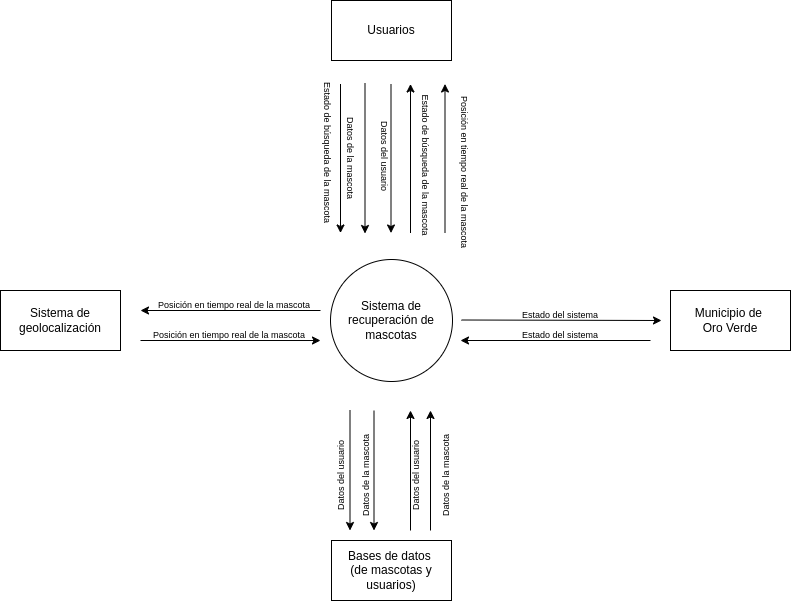 Usuarios
Estado de búsqueda de la mascota
Datos de la mascota
Datos del usuario
Estado de búsqueda de la mascota
Posición en tiempo real de la mascota
Sistema de
geolocalización
Posición en tiempo real de la mascota
Posición en tiempo real de la mascota
Sistema de
recuperación de
mascotas
Estado del sistema
Estado del sistema
Municipio de
Oro Verde
Datos del usuario
Datos de la mascota
Datos del usuario
Datos de la mascota
Bases de datos
(de mascotas y
usuarios)